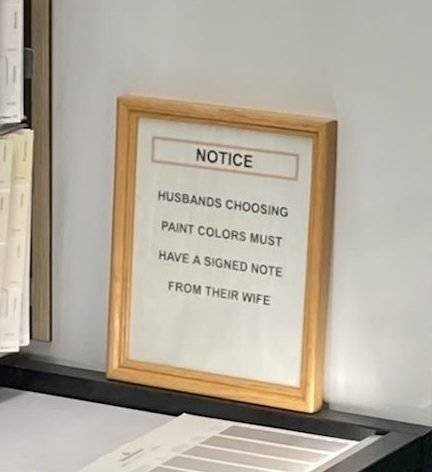 NOTICE
HUSBANDS CHOOSING
PAINT COLORS MUST
HAVE A SIGNED NOTE
FROM THEIR WIFE